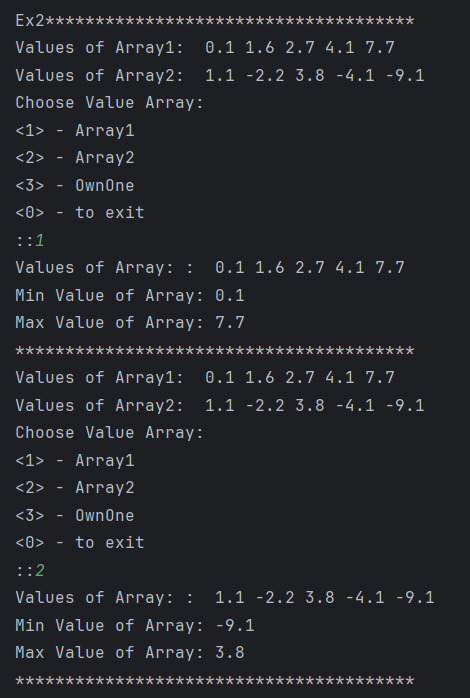 Ex2*************************************
Values of Array1:  0.1 1.6 2.7 4.1 7.7
Values of Array2:  1.1 -2.2 3.8 -4.1 -9.1
Choose Value Array:
<1> - Array1
<2> - Array2
<3> - OwnOne
<0> - to exit
::1
Values of Array: :  0.1 1.6 2.7 4.1 7.7
Min Value of Array: 0.1
Max Value of Array: 7.7
****************************************
Values of Array1:  0.1 1.6 2.7 4.1 7.7
Values of Array2:  1.1 -2.2 3.8 -4.1 -9.1
Choose Value Array:
<1> - Array1
<2> - Array2
<3> - OwnOne
<0> - to exit
::2
Values of Array: :  1.1 -2.2 3.8 -4.1 -9.1
Min Value of Array: -9.1
Max Value of Array: 3.8
****************************************